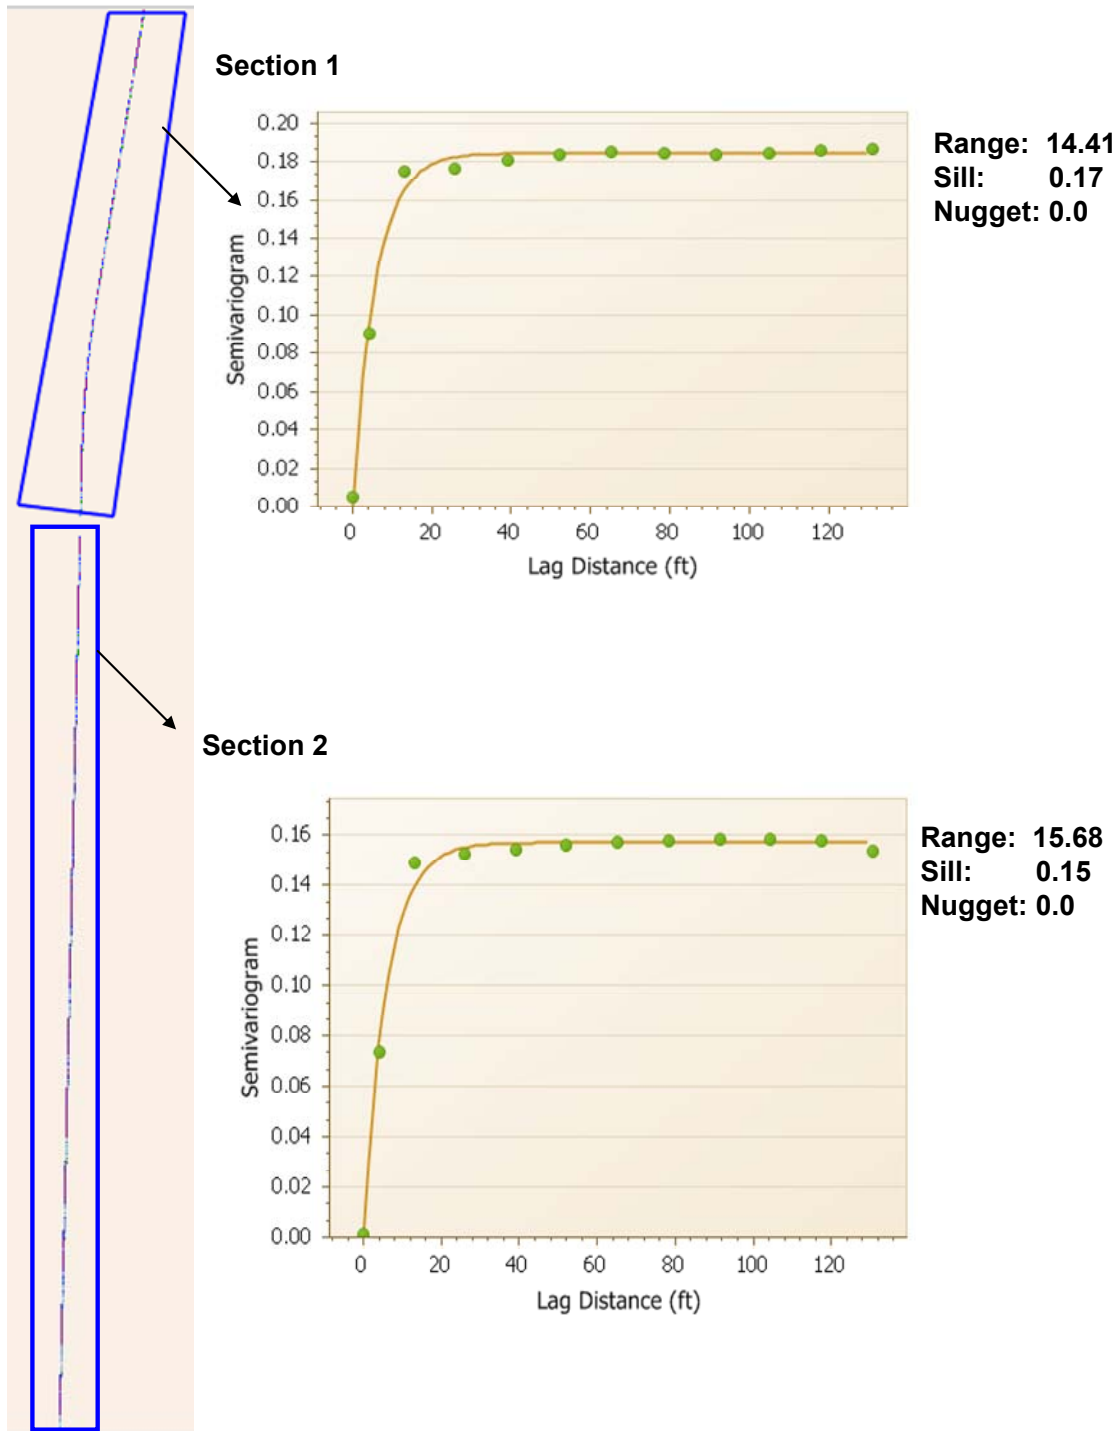 Section 1
0.20
0.18
0.16
0.14
0.12
0.10
0.08
0.06
0.04
0.02
0.00
Semivariogram
0 20 40 60 80 100 120
Lag Distance (ft)
Range: 14.41
Sill: 0.17
Nugget: 0.0
Section 2
0.16
0.14
0.12
0.10
0.08
0.06
0.04
0.02
0.00
Semivariogram
0 20 40 60 80 100 120
Lag Distance (ft)
Range: 15.68
Sill: 0.15
Nugget: 0.0